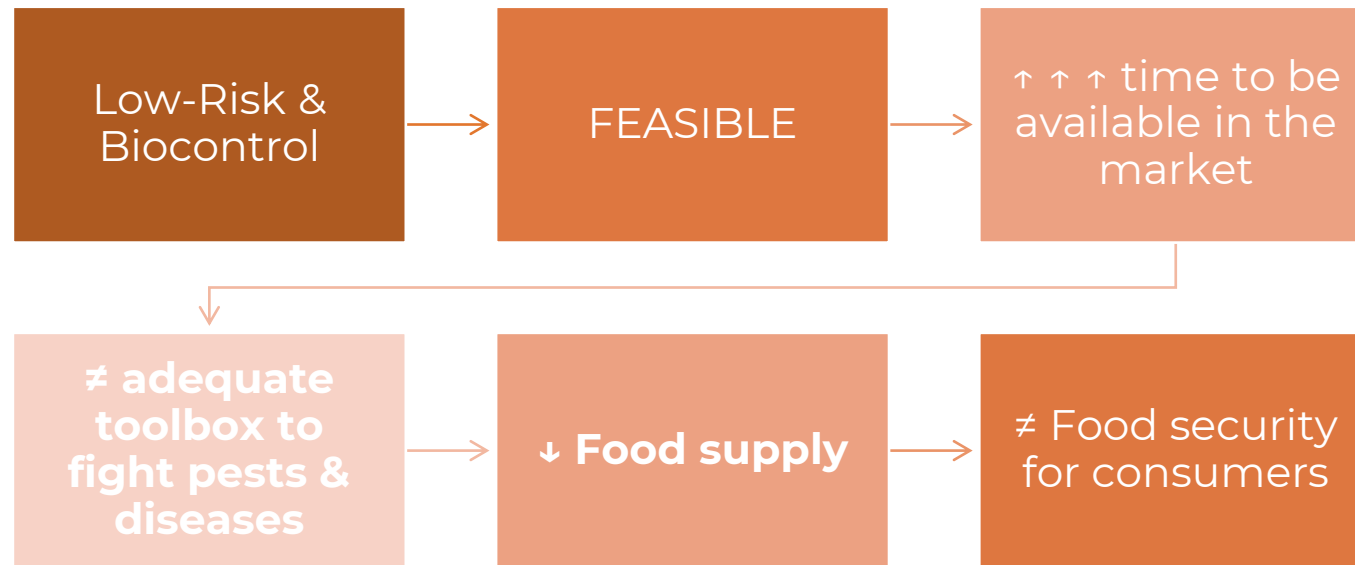 Low-Risk &
Biocontrol
FEASIBLE
↑ ↑ ↑ time to be
available in the
market
≠ adequate
toolbox to
fight pests &
diseases
↓ Food supply
≠ Food security
for consumers